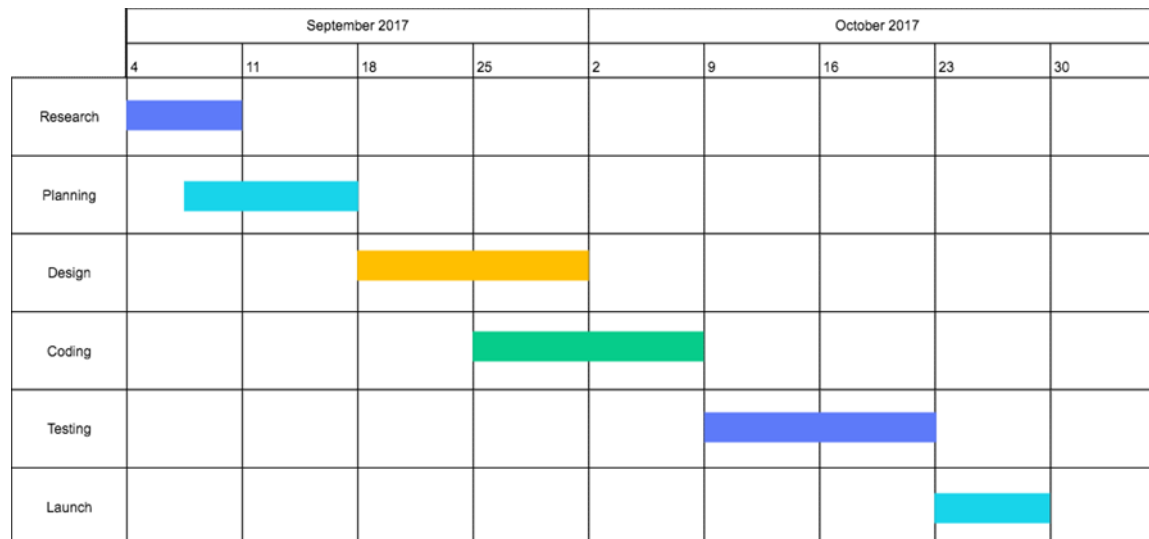 September 2017 October 2017
4 11 18 25 2 9 16 23 30
Research
Planning
Design
Coding
Testing
Launch